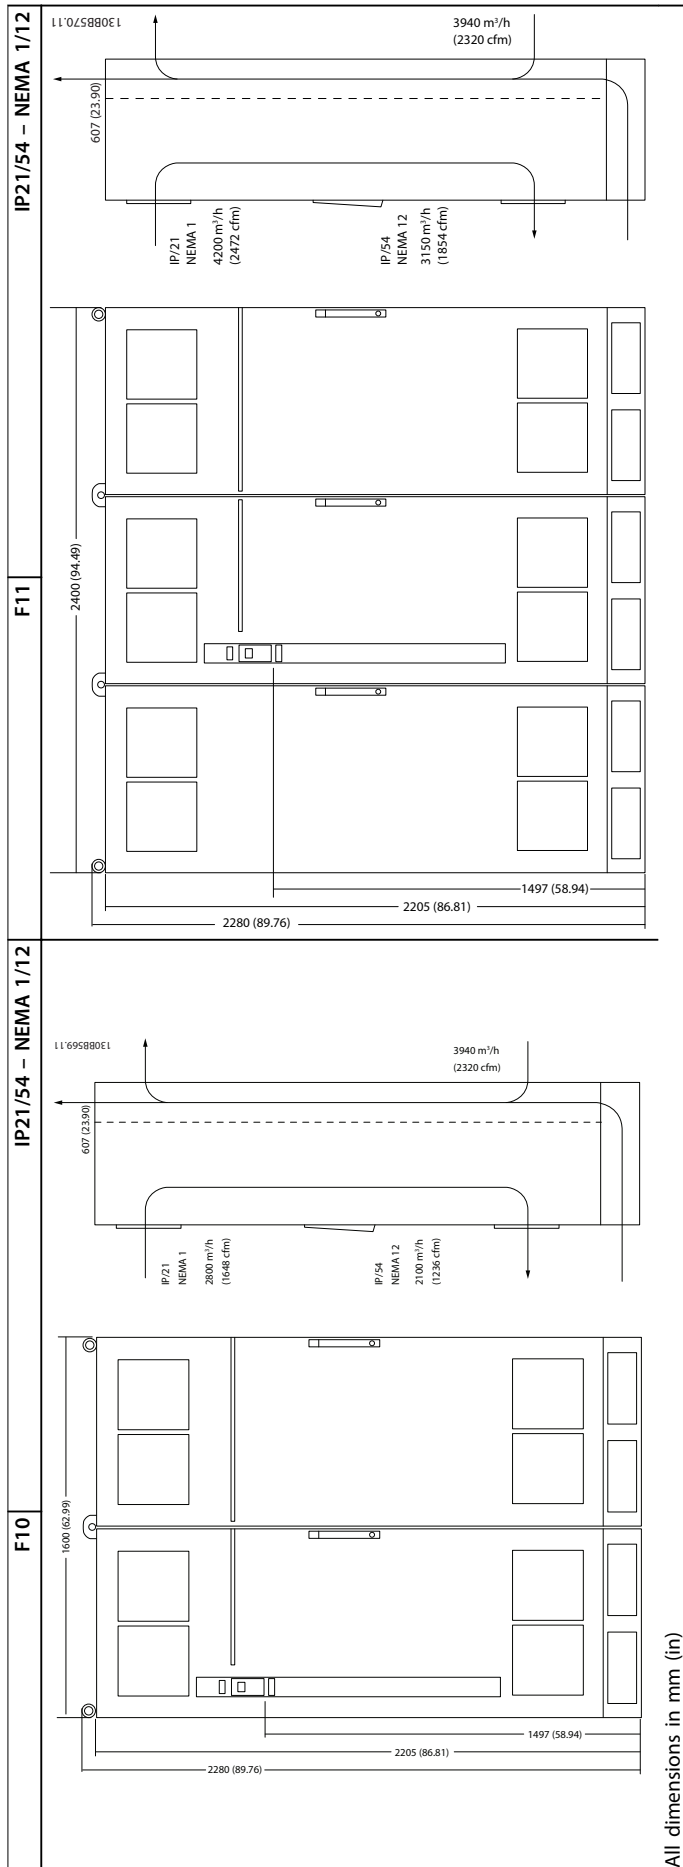 F10
IP21/54 – NEMA 1/12
F11
IP21/54 – NEMA 1/12
1600 (62.99)
2280 (89.76)
2205 (86.81)
1497 (58.94)
130BB569.11
607 (23.90)
IP/21
NEMA 1
2800 m³/h
(1648 cfm)
IP/54
NEMA 12
2100 m³/h
(1236 cfm)
3940 m³/h
(2320 cfm)
2400 (94.49)
2280 (89.76)
2205 (86.81)
1497 (58.94)
130BB570.11
607 (23.90)
IP/21
NEMA 1
4200 m³/h
(2472 cfm)
IP/54
NEMA 12
3150 m³/h
(1854 cfm)
3940 m³/h
(2320 cfm)
All dimensions in mm (in)